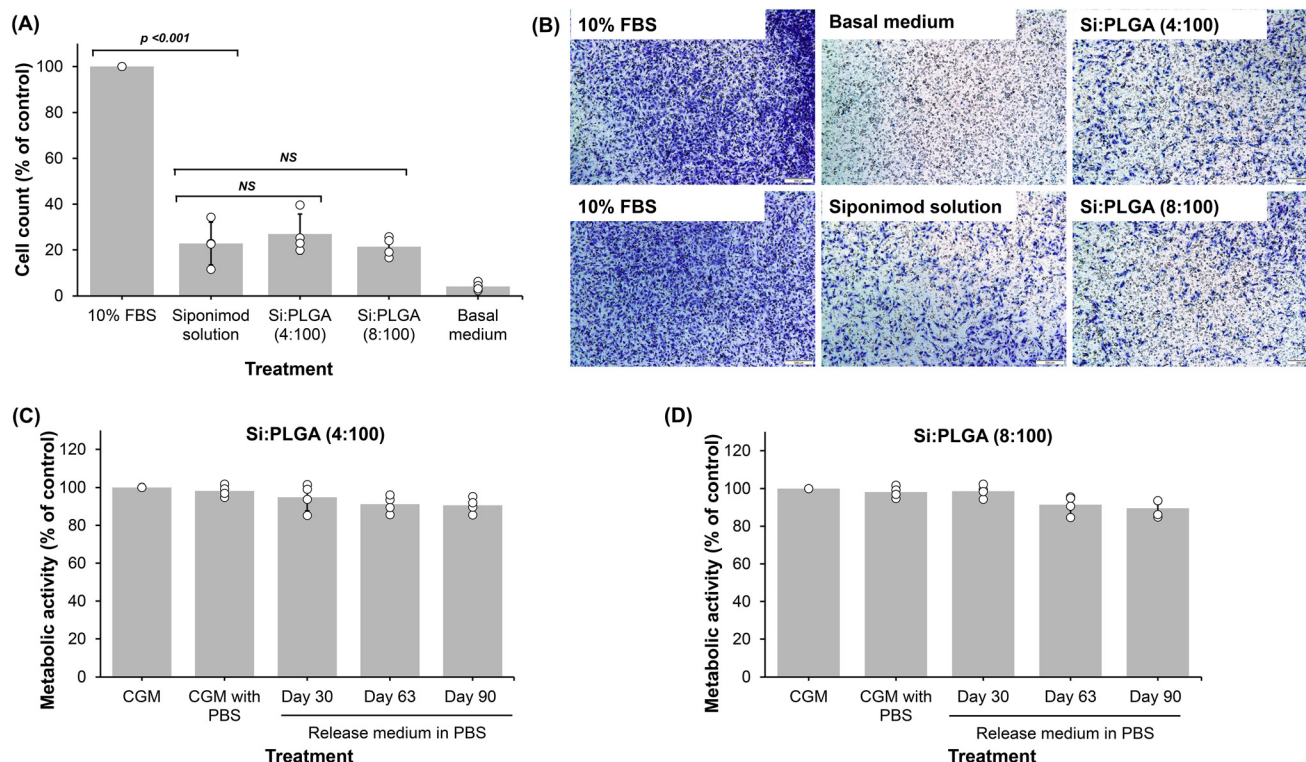 (A)
p <0.001
NS
NS
Cell count (% of control)
100
80
60
40
20
0
10% FBS
Siponimod
solution
Si:PLGA
(4:100)
Si:PLGA
(8:100)
Basal
medium
Treatment
(B)
10% FBS
Basal medium
Si:PLGA (4:100)
10% FBS
Siponimod solution
Si:PLGA (8:100)
(C)
Si:PLGA (4:100)
Metabolic activity (% of control)
120
100
80
60
40
20
0
CGM
CGM with
PBS
Day 30
Day 63
Day 90
Release medium in PBS
Treatment
(D)
Si:PLGA (8:100)
Metabolic activity (% of control)
120
100
80
60
40
20
0
CGM
CGM with
PBS
Day 30
Day 63
Day 90
Release medium in PBS
Treatment